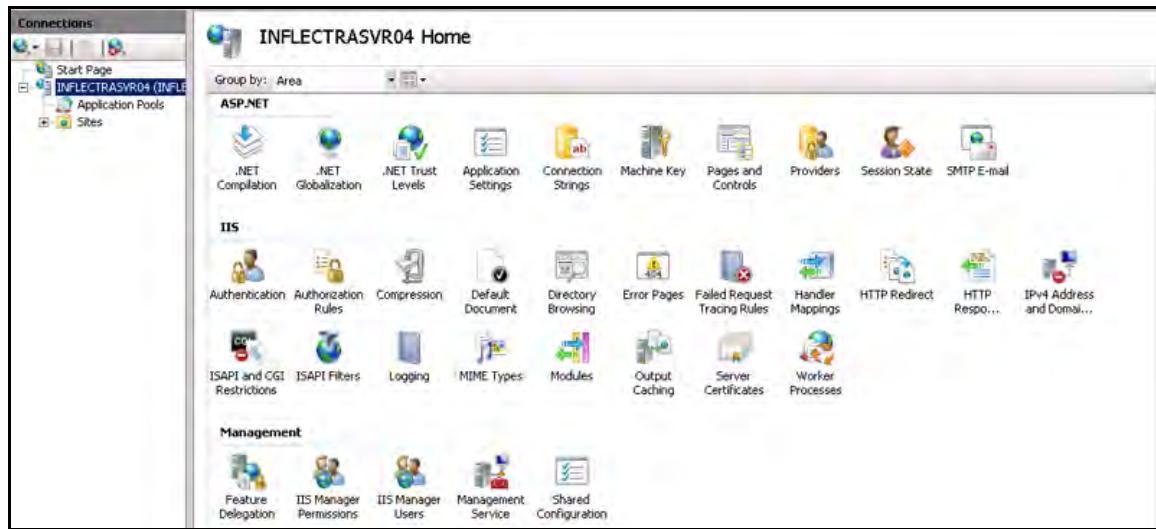 Connections
INFLECTRASVR04 Home
Start Page
INFLECTRASVR04 (INFLE
Application Pools
Sites
Group by: Area
ASP.NET
.NET Compilation
.NET Globalization
.NET Trust Levels
Application Settings
Connection Strings
Machine Key
Pages and Controls
Providers
Session State
SMTP E-mail
IIS
Authentication
Authorization Rules
Compression
Default Document
Directory Browsing
Error Pages
Failed Request Tracing Rules
Handler Mappings
HTTP Redirect
HTTP Respo...
IPv4 Address and Domai...
ISAPI and CGI Restrictions
ISAPI Filters
Logging
MIME Types
Modules
Output Caching
Server Certificates
Worker Processes
Management
Feature Delegation
IIS Manager Permissions
IIS Manager Users
Management Service
Shared Configuration